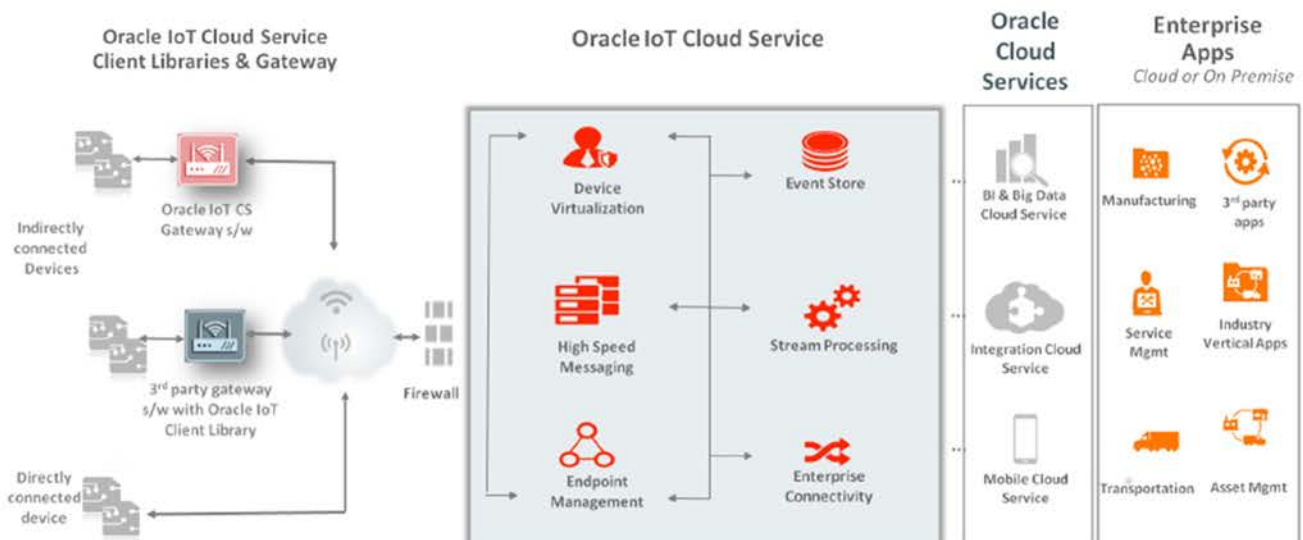 Oracle IoT Cloud Service
Client Libraries & Gateway
Indirectly
connected
Devices
Oracle IoT CS
Gateway s/w
3rd party gateway
s/w with Oracle IoT
Client Library
Directly
connected
device
Firewall
Oracle IoT Cloud Service
Device
Virtualization
Event Store
High Speed
Messaging
Stream Processing
Endpoint
Management
Enterprise
Connectivity
Oracle
Cloud
Services
BI & Big Data
Cloud Service
Integration Cloud
Service
Mobile Cloud
Service
Enterprise
Apps
Cloud or On Premise
Manufacturing
3rd party
apps
Service
Mgmt
Industry
Vertical Apps
Transportation
Asset Mgmt